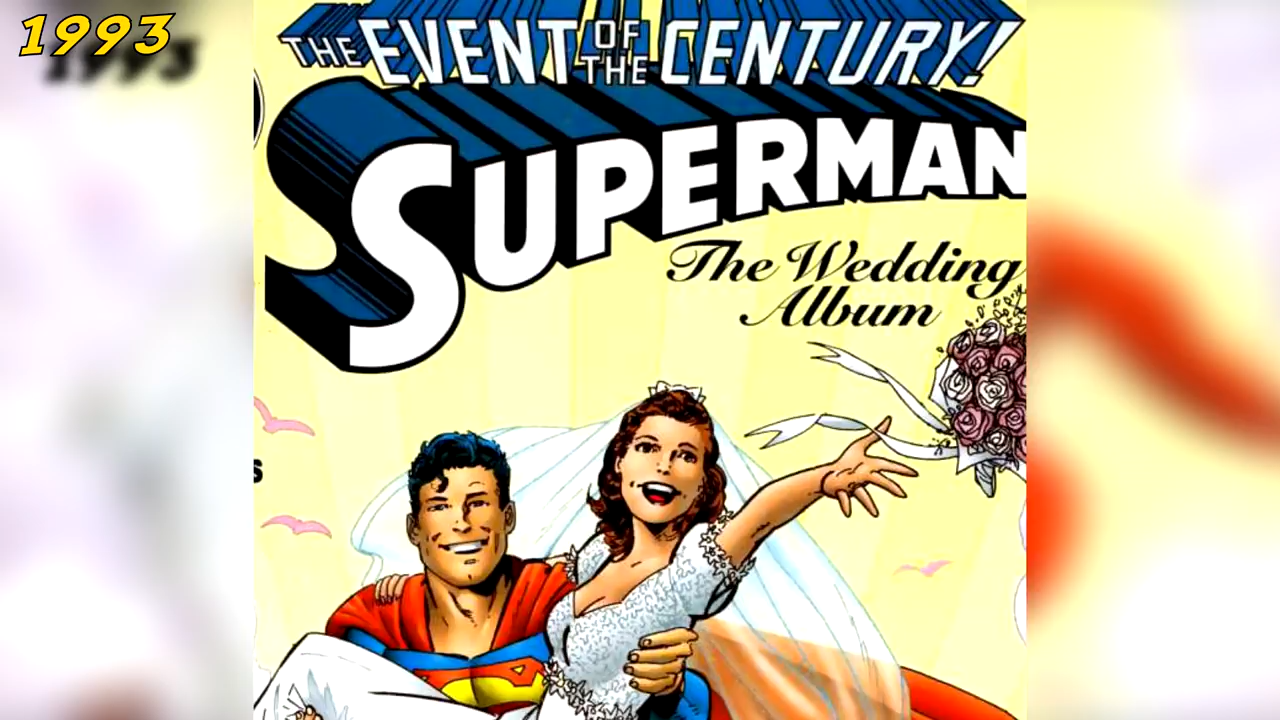 1993
THE EVENT OF THE CENTURY!
SUPERMAN
The Wedding
Album
S